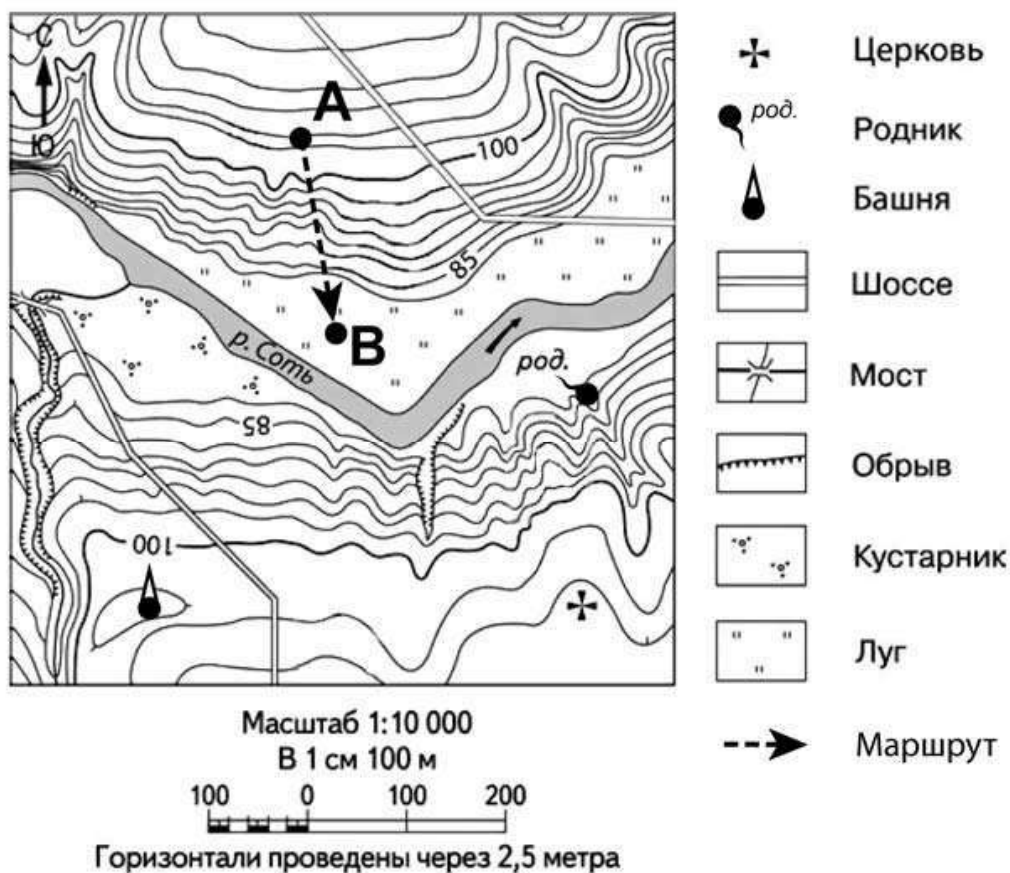 С
Ю
А
100
85
В
р. Соть
род.
85
100
Церковь
род.
Родник
Башня
Шоссе
Мост
Обрыв
Кустарник
Луг
Маршрут
Масштаб 1:10 000
В 1 см 100 м
100 0 100 200
Горизонтали проведены через 2,5 метра